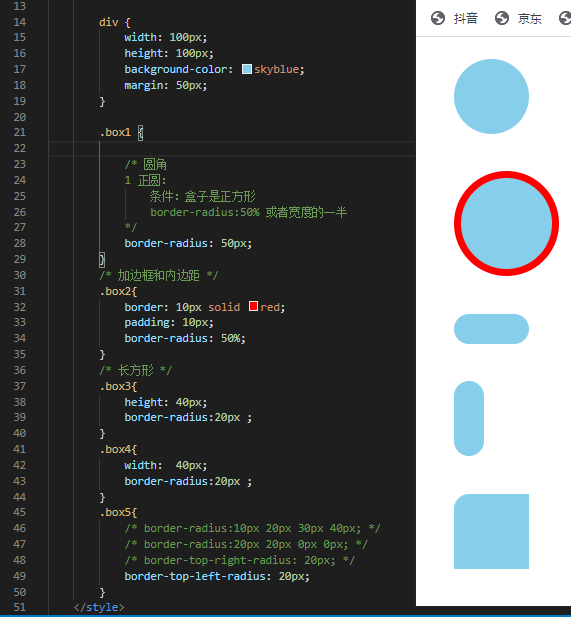 抖音 京东
13
14 div {
15 width: 100px;
16 height: 100px;
17 background-color: skyblue;
18 margin: 50px;
19 }
20
21 .box1 {
22
23 /* 圆角
24 1 正圆:
25 条件: 盒子是正方形
26 border-radius:50% 或者宽度的一半
27 */
28 border-radius: 50px;
29 }
30 /* 加边框和内边距 */
31 .box2{
32 border: 10px solid red;
33 padding: 10px;
34 border-radius: 50%;
35 }
36 /* 长方形 */
37 .box3{
38 height: 40px;
39 border-radius:20px ;
40 }
41 .box4{
42 width:  40px;
43 border-radius:20px ;
44 }
45 .box5{
46 /* border-radius:10px 20px 30px 40px; */
47 /* border-radius:20px 20px 0px 0px; */
48 /* border-top-right-radius: 20px; */
49 border-top-left-radius: 20px;
50 }
51 </style>